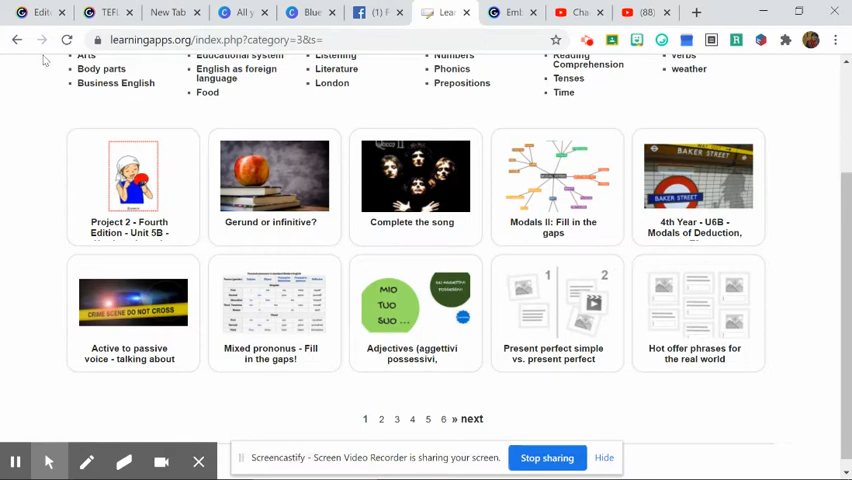 Edite
TEFL
New Tab
All y
Blue
(1) F
Lear
Emb
Cha
(88)
learningapps.org/index.php?category=3&s=
Arts
Educational system
Listening
Numbers
Reading
Verbs
Body parts
English as foreign
Literature
Phonics
Comprehension
weather
Business English
language
London
Prepositions
Tenses
Food
Time
BAKER STREET
BAKER STREET
Project 2 - Fourth
Edition - Unit 5B -
Gerund or infinitive?
Complete the song
Modals II: Fill in the
gaps
4th Year - U6B -
Modals of Deduction,
CRIME SCENE DO NOT CROSS
MIO
TUO
SUO ...
1
2
Active to passive
voice - talking about
Mixed prononus - Fill
in the gaps!
Adjectives (aggettivi
possessivi,
Present perfect simple
vs. present perfect
Hot offer phrases for
the real world
1 2 3 4 5 6 » next
Screencastify - Screen Video Recorder is sharing your screen.
Stop sharing
Hide